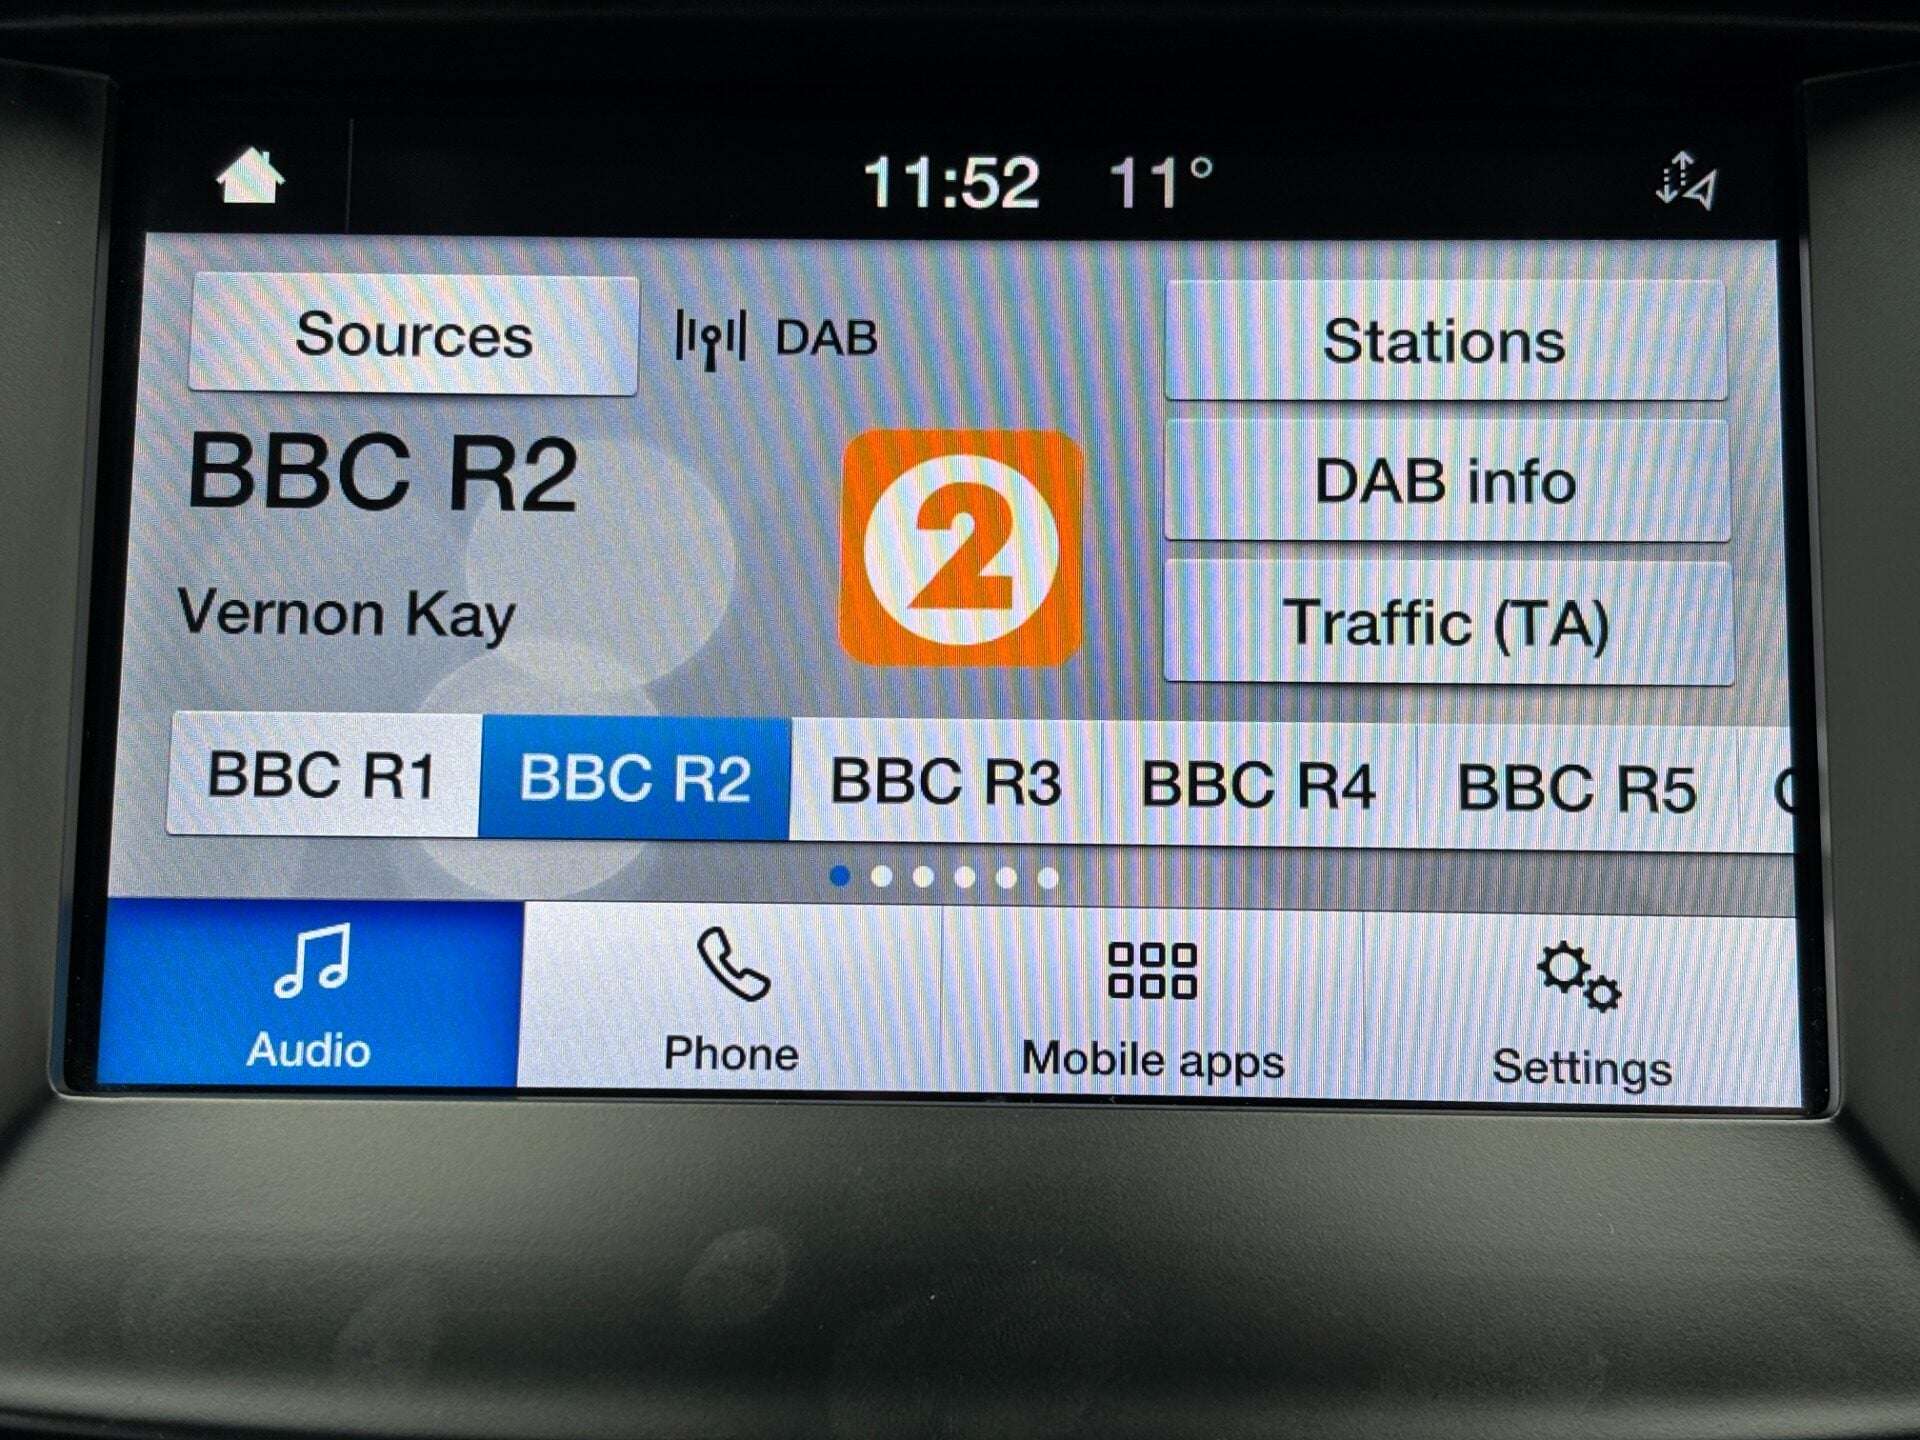 11:52 11°
Sources DAB Stations
BBC R2
2
DAB info
Vernon Kay
Traffic (TA)
BBC R1 BBC R2 BBC R3 BBC R4 BBC R5
Audio Phone Mobile apps Settings